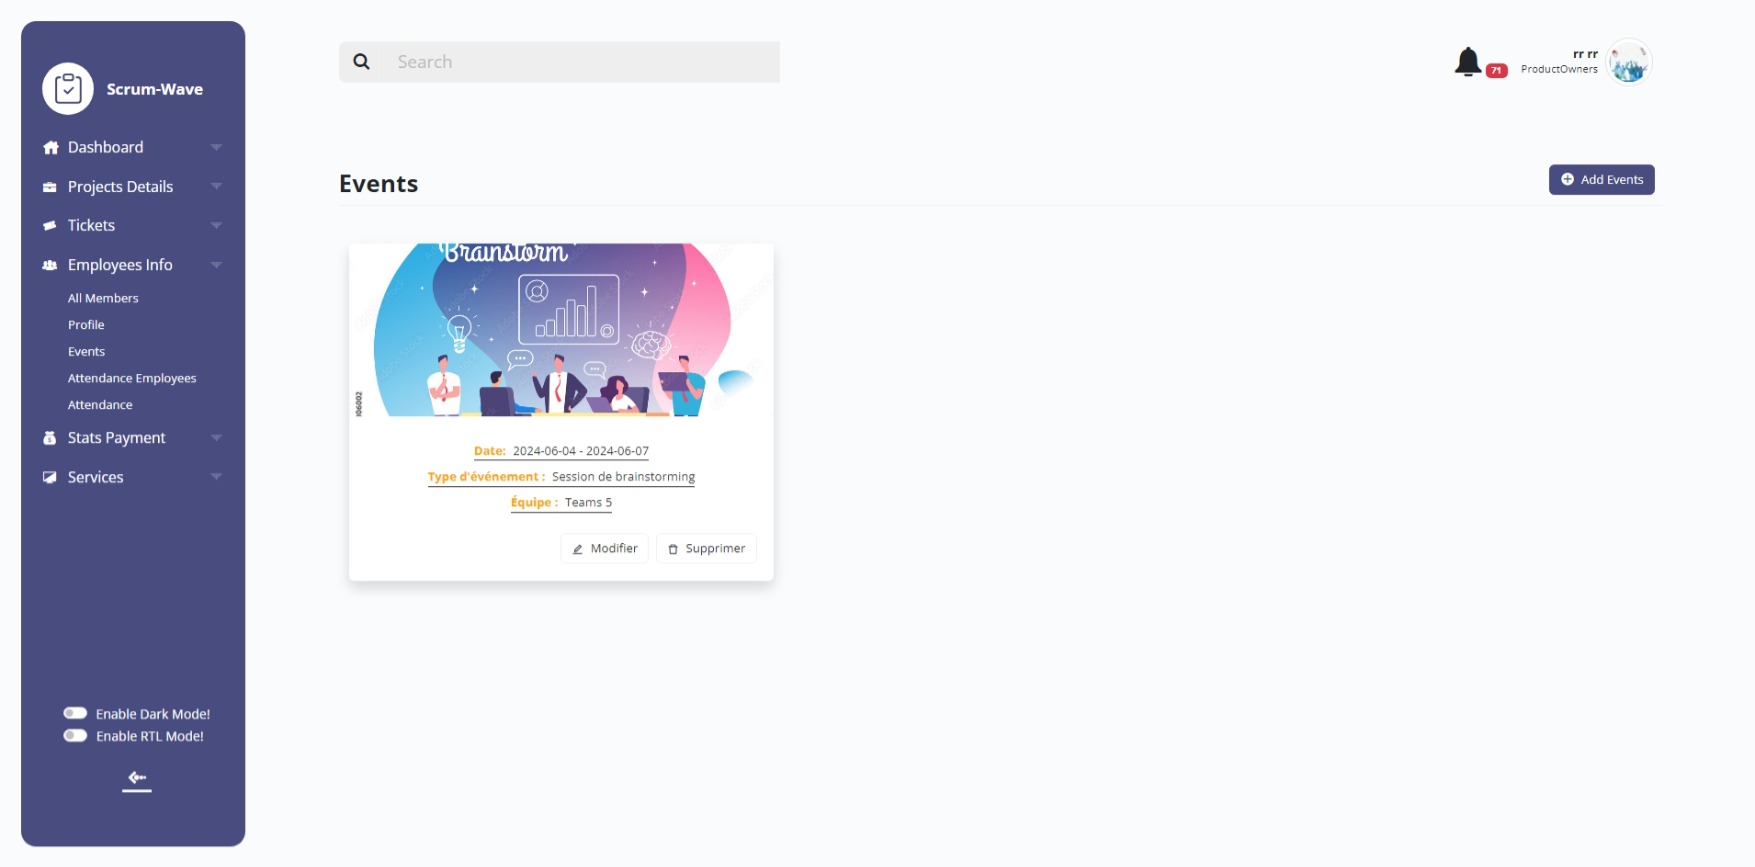 Scrum-Wave
Dashboard
Projects Details
Tickets
Employees Info
All Members
Profile
Events
Attendance Employees
Attendance
Stats Payment
Services
Enable Dark Mode!
Enable RTL Mode!
Search
71
rr rr
ProductOwners
Events
Add Events
Brainstorm
Date: 2024-06-04 - 2024-06-07
Type d'événement : Session de brainstorming
Équipe : Teams 5
Modifier
Supprimer